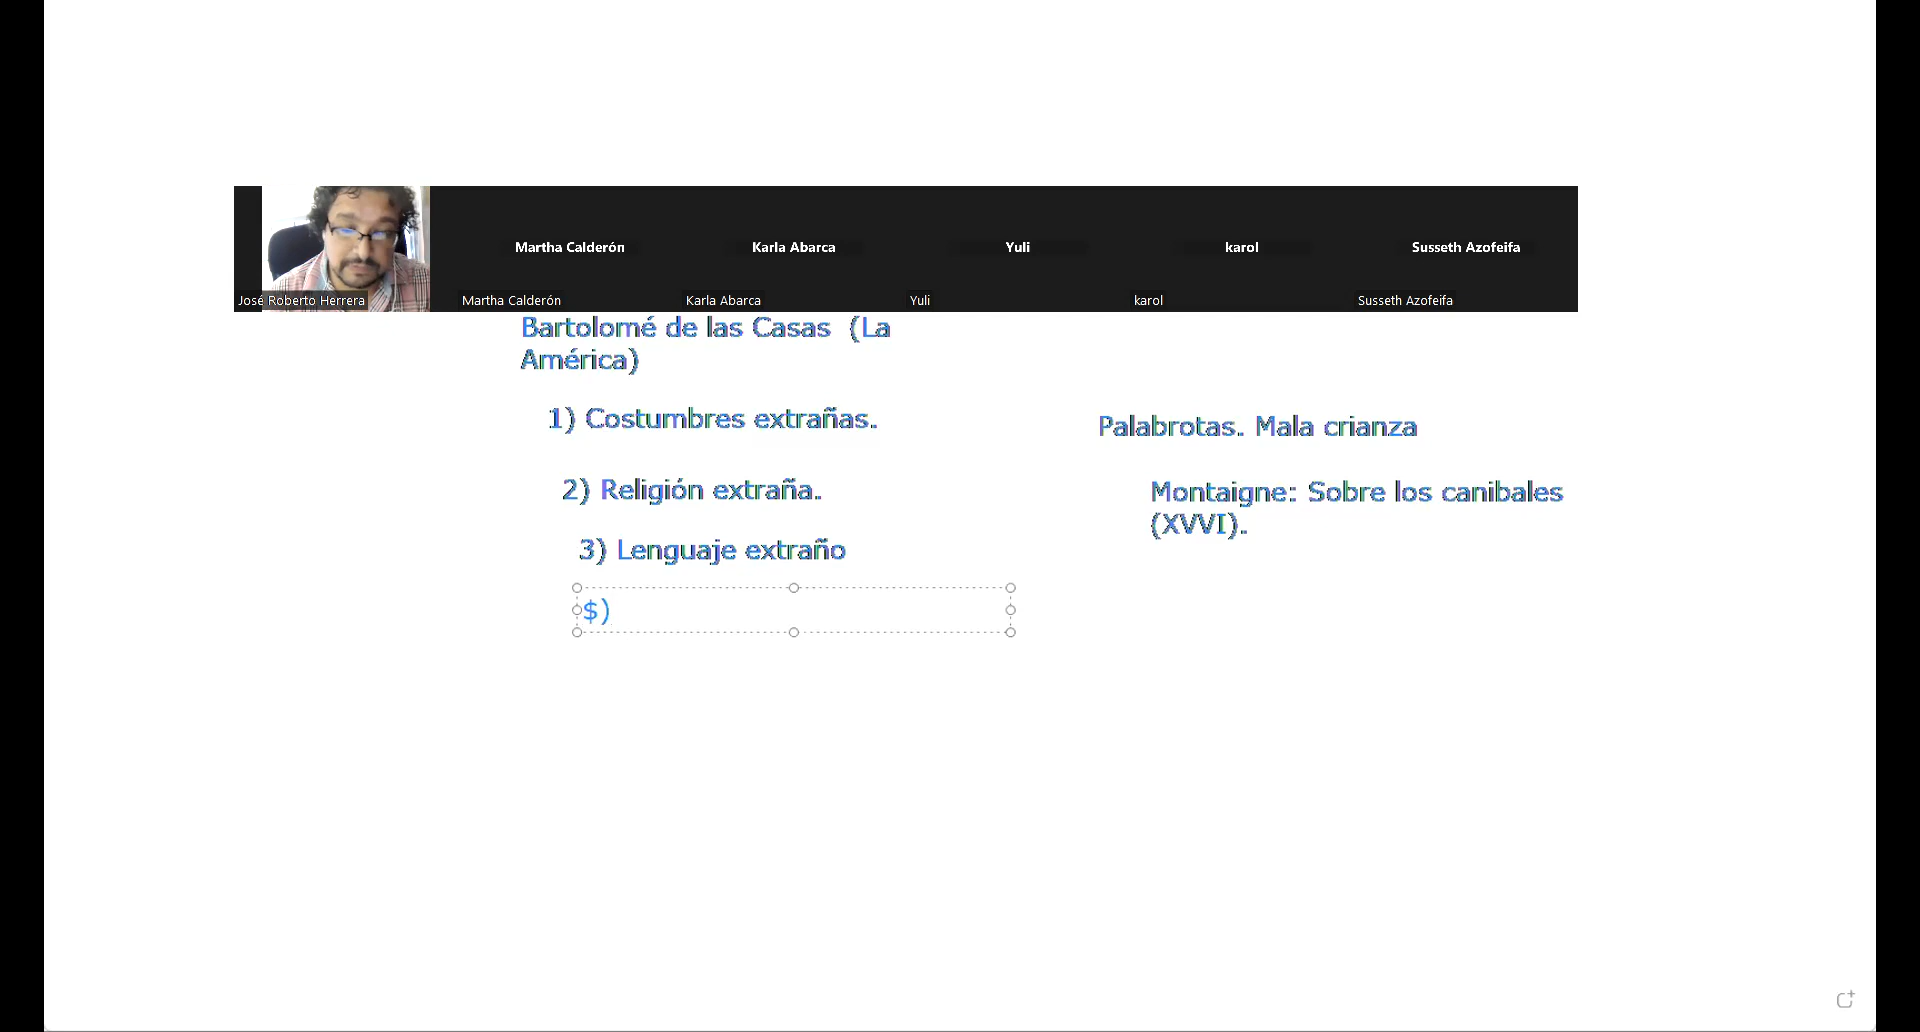 Martha Calderón
Karla Abarca
Yuli
karol
Susseth Azofeifa
José Roberto Herrera
Martha Calderón
Karla Abarca
Yuli
karol
Susseth Azofeifa
Bartolomé de las Casas (La
América)
1) Costumbres extrañas.
Palabrotas. Mala crianza
2) Religión extraña.
Montaigne: Sobre los canibales
(XVVI).
3) Lenguaje extraño
$)